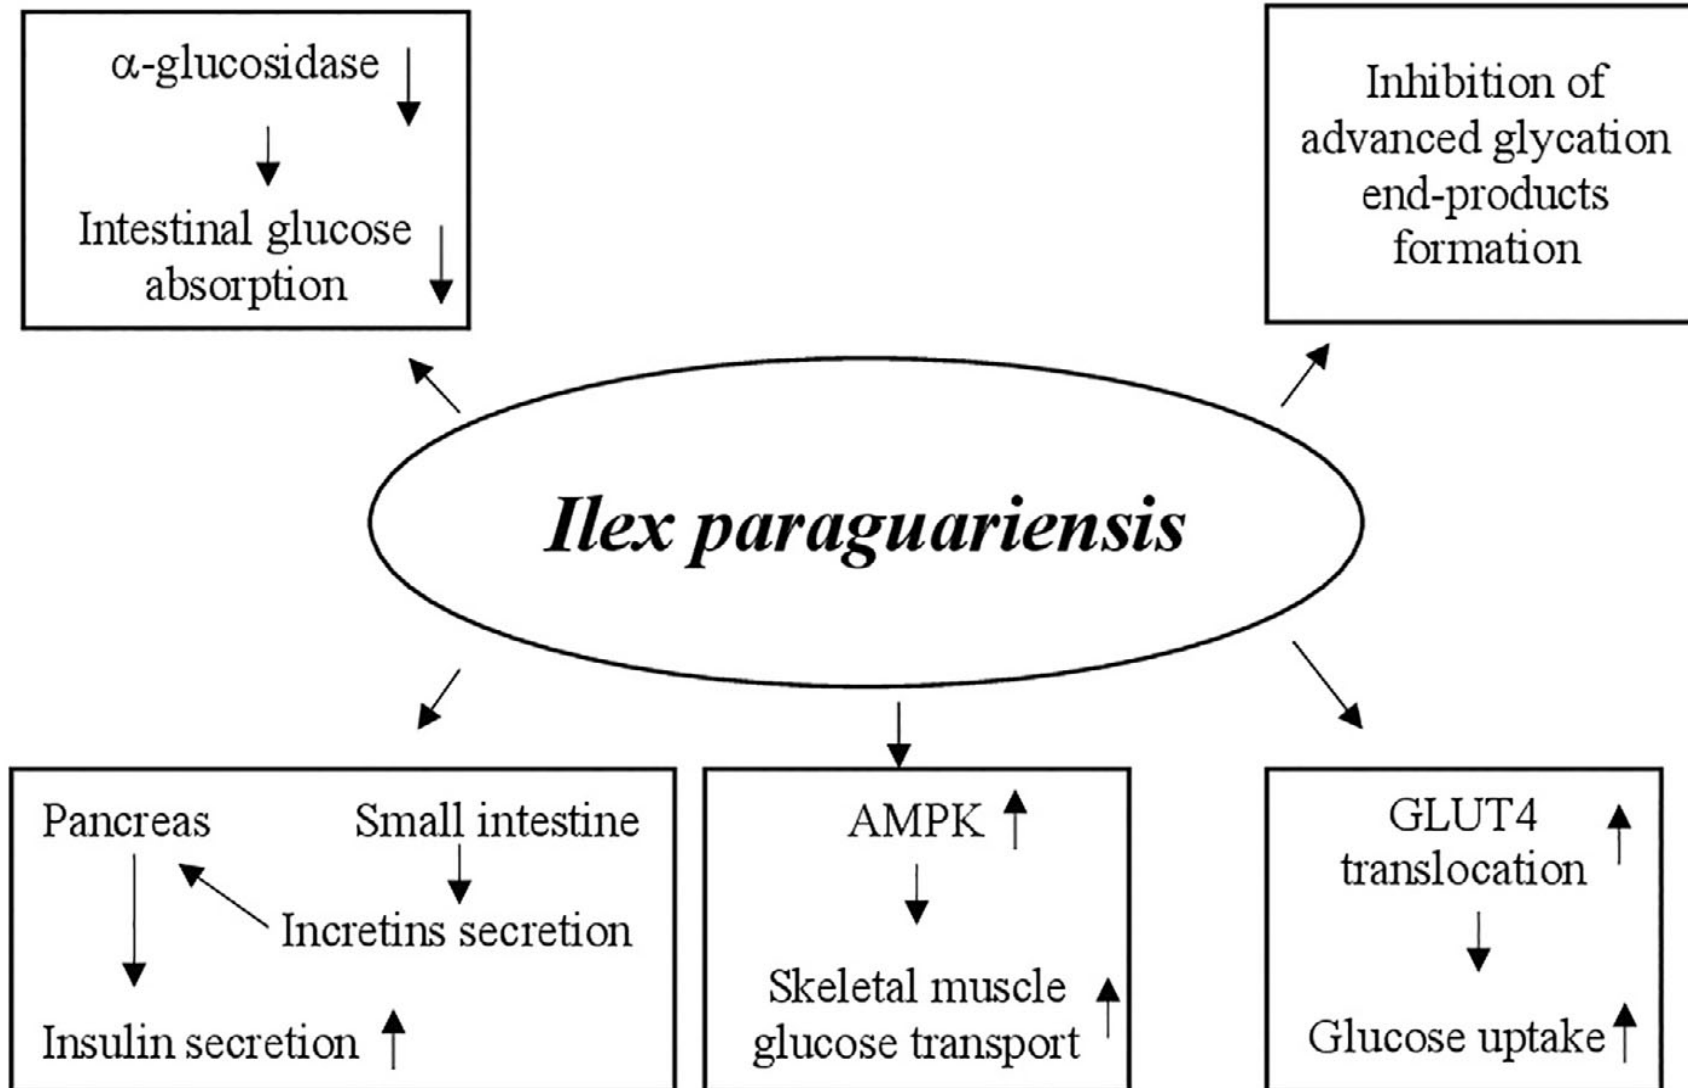 α-glucosidase
Intestinal glucose
absorption
Inhibition of
advanced glycation
end-products
formation
Ilex paraguariensis
Pancreas
Small intestine
Incretins secretion
Insulin secretion
AMPK
Skeletal muscle
glucose transport
GLUT4
translocation
Glucose uptake